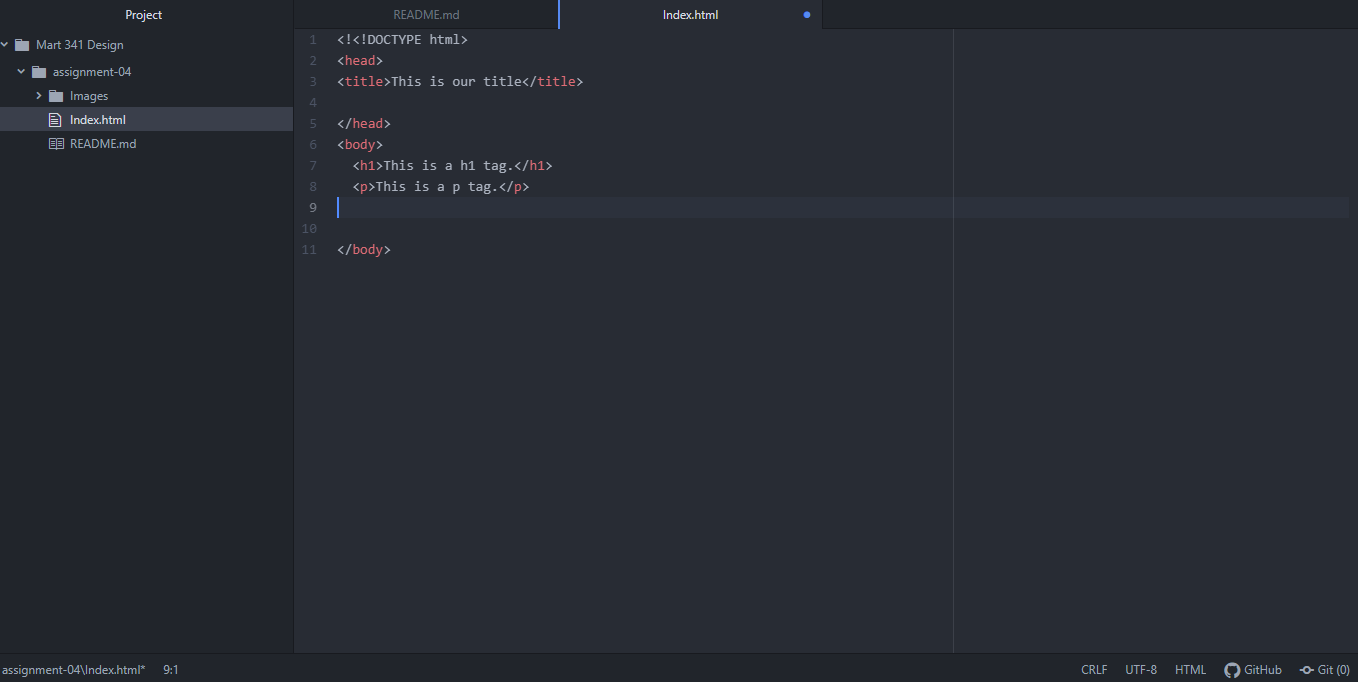 Project
README.md
Index.html
Mart 341 Design
assignment-04
Images
Index.html
README.md
1 <!<!DOCTYPE html>
2 <head>
3 <title>This is our title</title>
4
5 </head>
6 <body>
7 <h1>This is a h1 tag.</h1>
8 <p>This is a p tag.</p>
9
10
11 </body>
assignment-04\Index.html* 9:1 CRLF UTF-8 HTML GitHub Git (0)